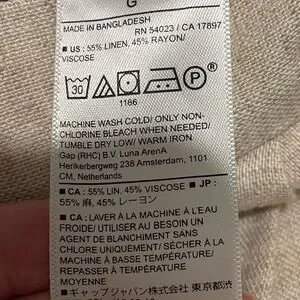 G
MADE IN BANGLADESH
RN 54023 / CA 17897
■ US : 55% LINEN, 45% RAYON/
VISCOSE
30 P
1166
MACHINE WASH COLD/ ONLY NON-
CHLORINE BLEACH WHEN NEEDED/
TUMBLE DRY LOW/ WARM IRON
Gap (RHC) B.V. Luna ArenA
Herikerbergweg 238 Amsterdam, 1101
CM, Netherlands
■ CA : 55% LIN, 45% VISCOSE ■ JP :
55% 麻, 45% レーヨン
■ CA : LAVER À LA MACHINE À L'EAU
FROIDE/ UTILISER AU BESOIN UN
AGENT DE BLANCHIMENT SANS
CHLORE UNIQUEMENT/ SÉCHER À LA
MACHINE À BASSE TEMPÉRATURE/
REPASSER À TEMPÉRATURE
MOYENNE
■ ギャップジャパン株式会社 東京都渋